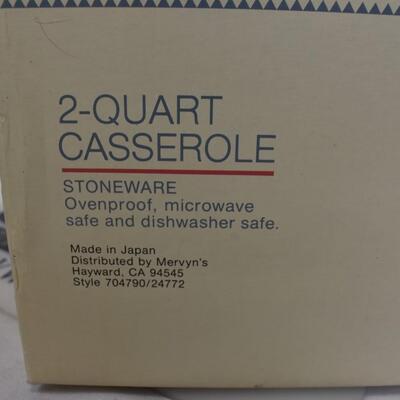 2-QUART
CASSEROLE
STONEWARE
Ovenproof, microwave
safe and dishwasher safe.
Made in Japan
Distributed by Mervyn's
Hayward, CA 94545
Style 704790/24772